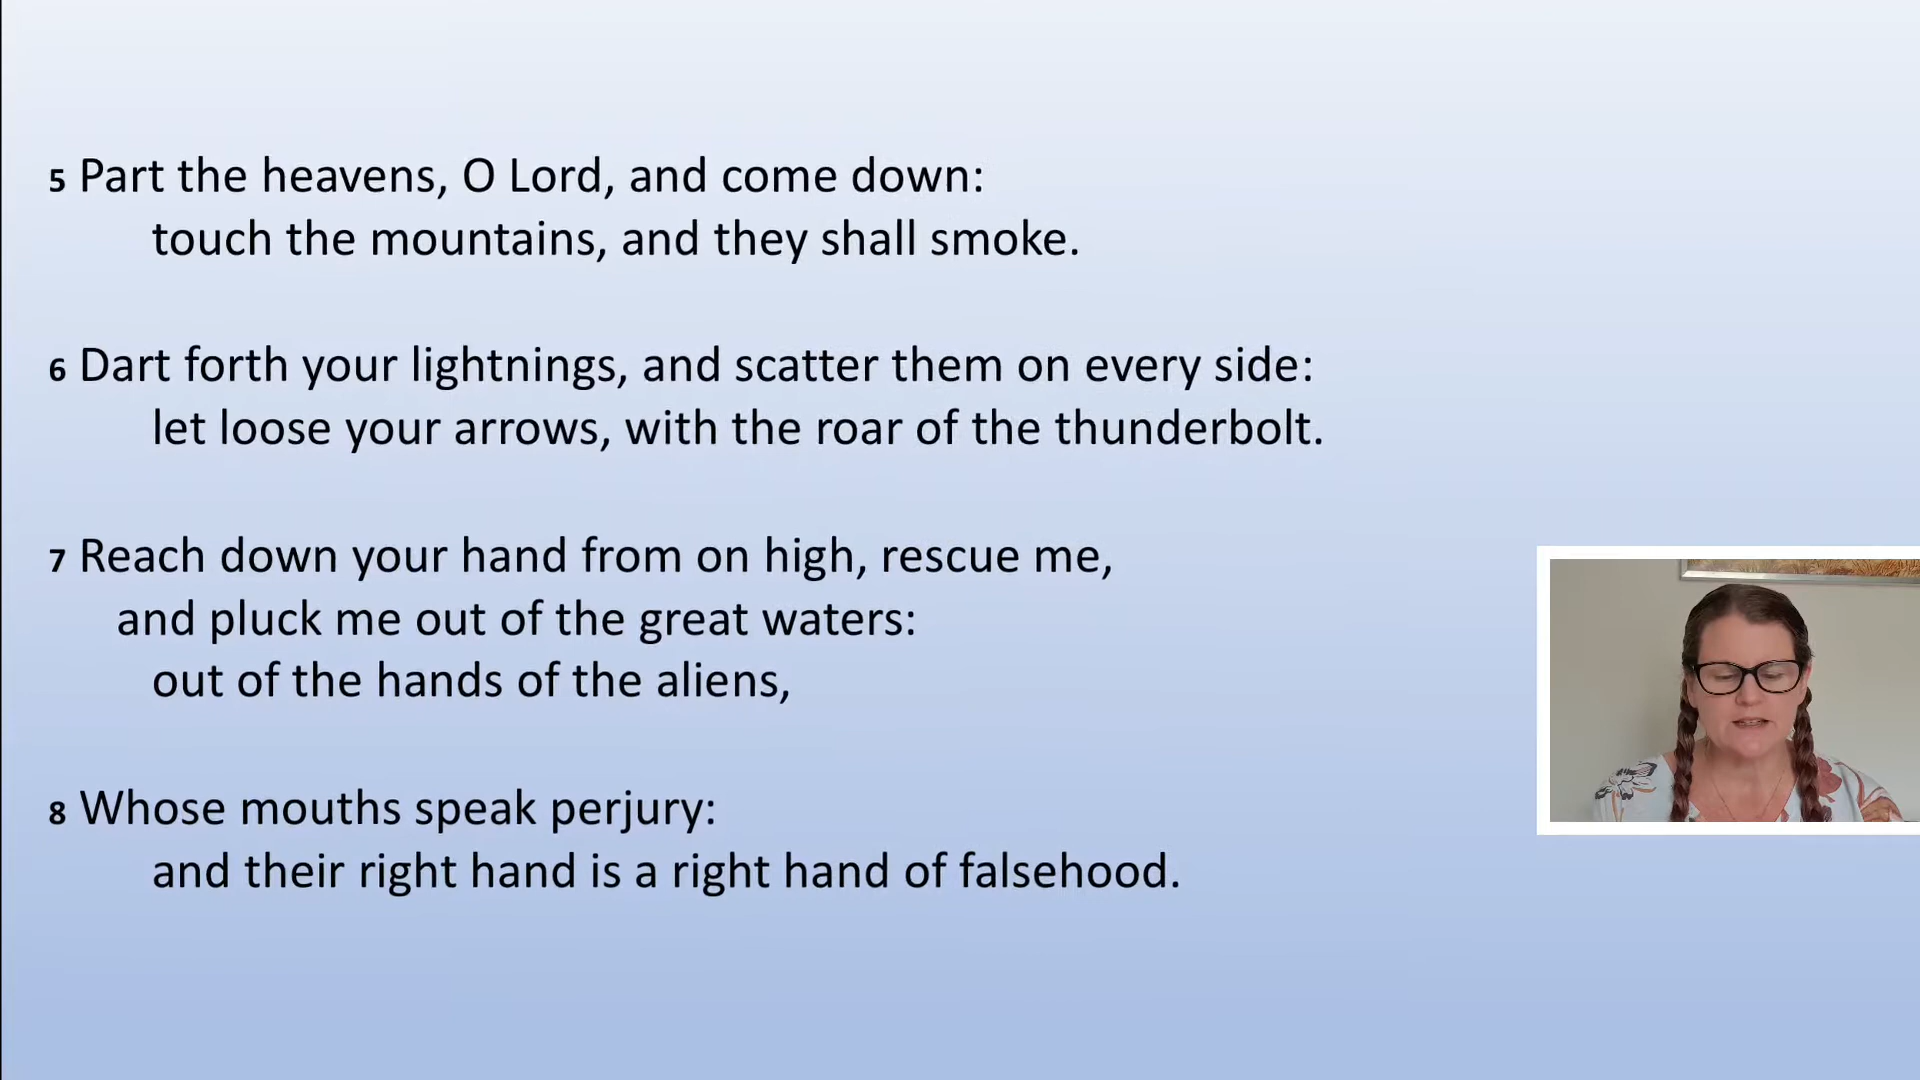 5 Part the heavens, O Lord, and come down:
touch the mountains, and they shall smoke.
6 Dart forth your lightnings, and scatter them on every side:
let loose your arrows, with the roar of the thunderbolt.
7 Reach down your hand from on high, rescue me,
and pluck me out of the great waters:
out of the hands of the aliens,
8 Whose mouths speak perjury:
and their right hand is a right hand of falsehood.